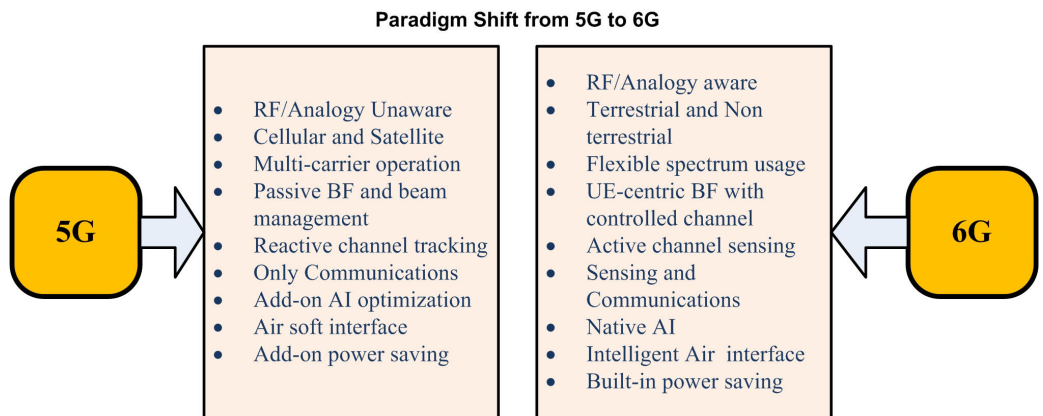 Paradigm Shift from 5G to 6G
5G
• RF/Analogy Unaware
• Cellular and Satellite
• Multi-carrier operation
• Passive BF and beam
management
• Reactive channel tracking
• Only Communications
• Add-on AI optimization
• Air soft interface
• Add-on power saving
• RF/Analogy aware
• Terrestrial and Non
terrestrial
• Flexible spectrum usage
• UE-centric BF with
controlled channel
• Active channel sensing
• Sensing and
Communications
• Native AI
• Intelligent Air interface
• Built-in power saving
6G